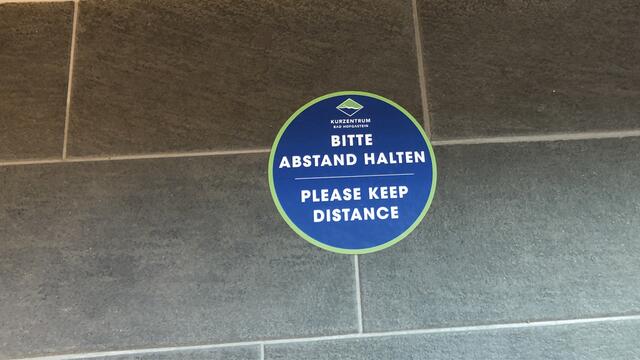 KURZENTRUM
BAD HOFGASTEIN
BITTE
ABSTAND HALTEN
PLEASE KEEP
DISTANCE